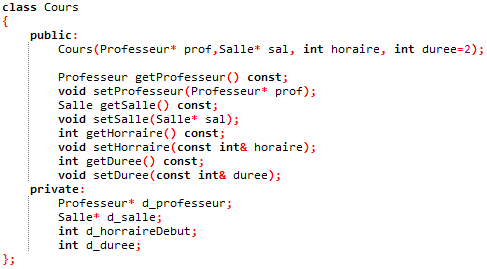 class Cours
{
public:
Cours(Professeur* prof,Salle* sal, int horaire, int duree=2);
Professeur getProfesseur() const;
void setProfesseur(Professeur* prof);
Salle getSalle() const;
void setSalle(Salle* sal);
int getHorraire() const;
void setHorraire(const int& horaire);
int getDuree() const;
void setDuree(const int& duree);
private:
Professeur* d_professeur;
Salle* d_salle;
int d_horraireDebut;
int d_duree;
};